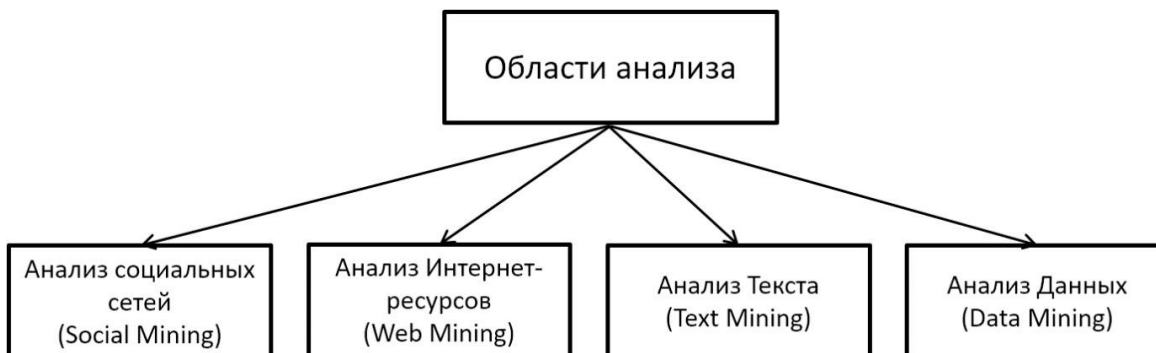 Области анализа
Анализ социальных
сетей
(Social Mining)
Анализ Интернет-
ресурсов
(Web Mining)
Анализ Текста
(Text Mining)
Анализ Данных
(Data Mining)